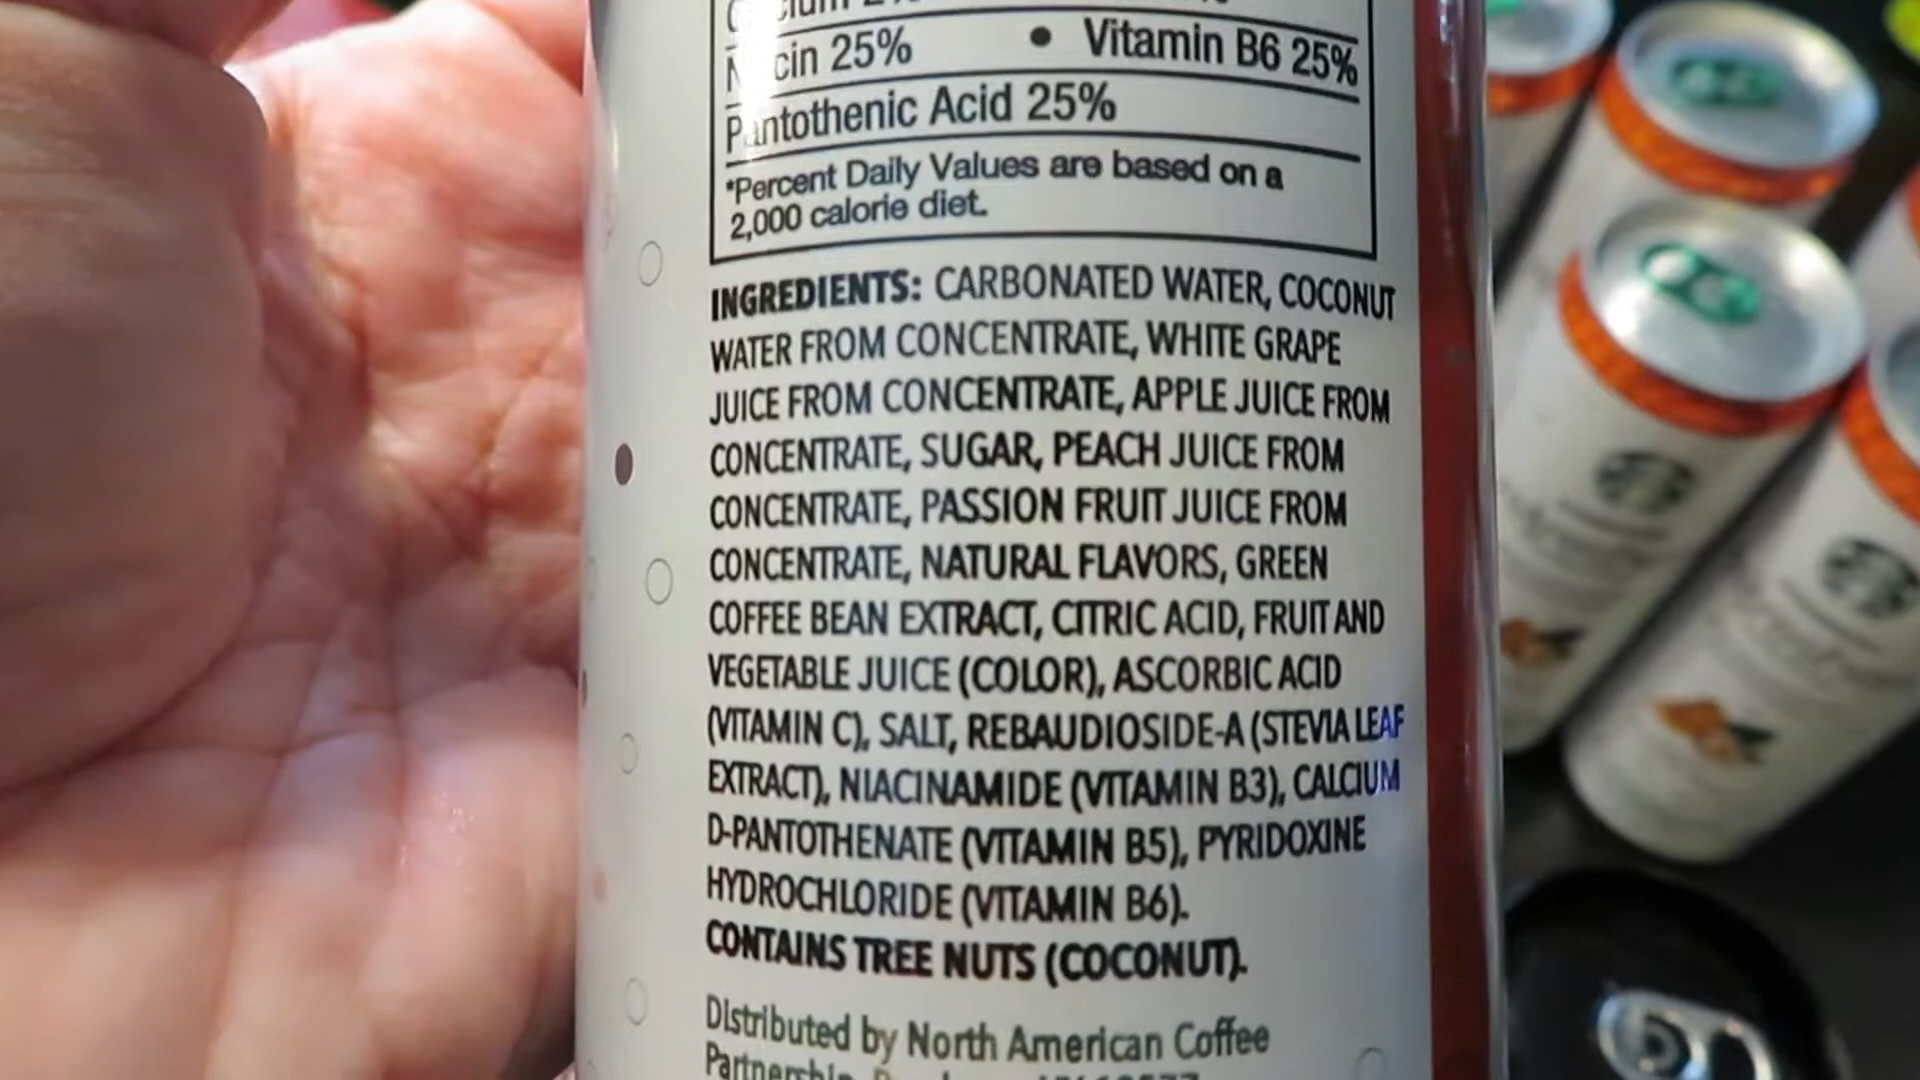 Niacin 25% • Vitamin B6 25%
Pantothenic Acid 25%
*Percent Daily Values are based on a
2,000 calorie diet.
INGREDIENTS: CARBONATED WATER, COCONUT
WATER FROM CONCENTRATE, WHITE GRAPE
JUICE FROM CONCENTRATE, APPLE JUICE FROM
CONCENTRATE, SUGAR, PEACH JUICE FROM
CONCENTRATE, PASSION FRUIT JUICE FROM
CONCENTRATE, NATURAL FLAVORS, GREEN
COFFEE BEAN EXTRACT, CITRIC ACID, FRUIT AND
VEGETABLE JUICE (COLOR), ASCORBIC ACID
(VITAMIN C), SALT, REBAUDIOSIDE-A (STEVIA LEAF
EXTRACT), NIACINAMIDE (VITAMIN B3), CALCIUM
D-PANTOTHENATE (VITAMIN B5), PYRIDOXINE
HYDROCHLORIDE (VITAMIN B6).
CONTAINS TREE NUTS (COCONUT).
Distributed by North American Coffee
Partnership,